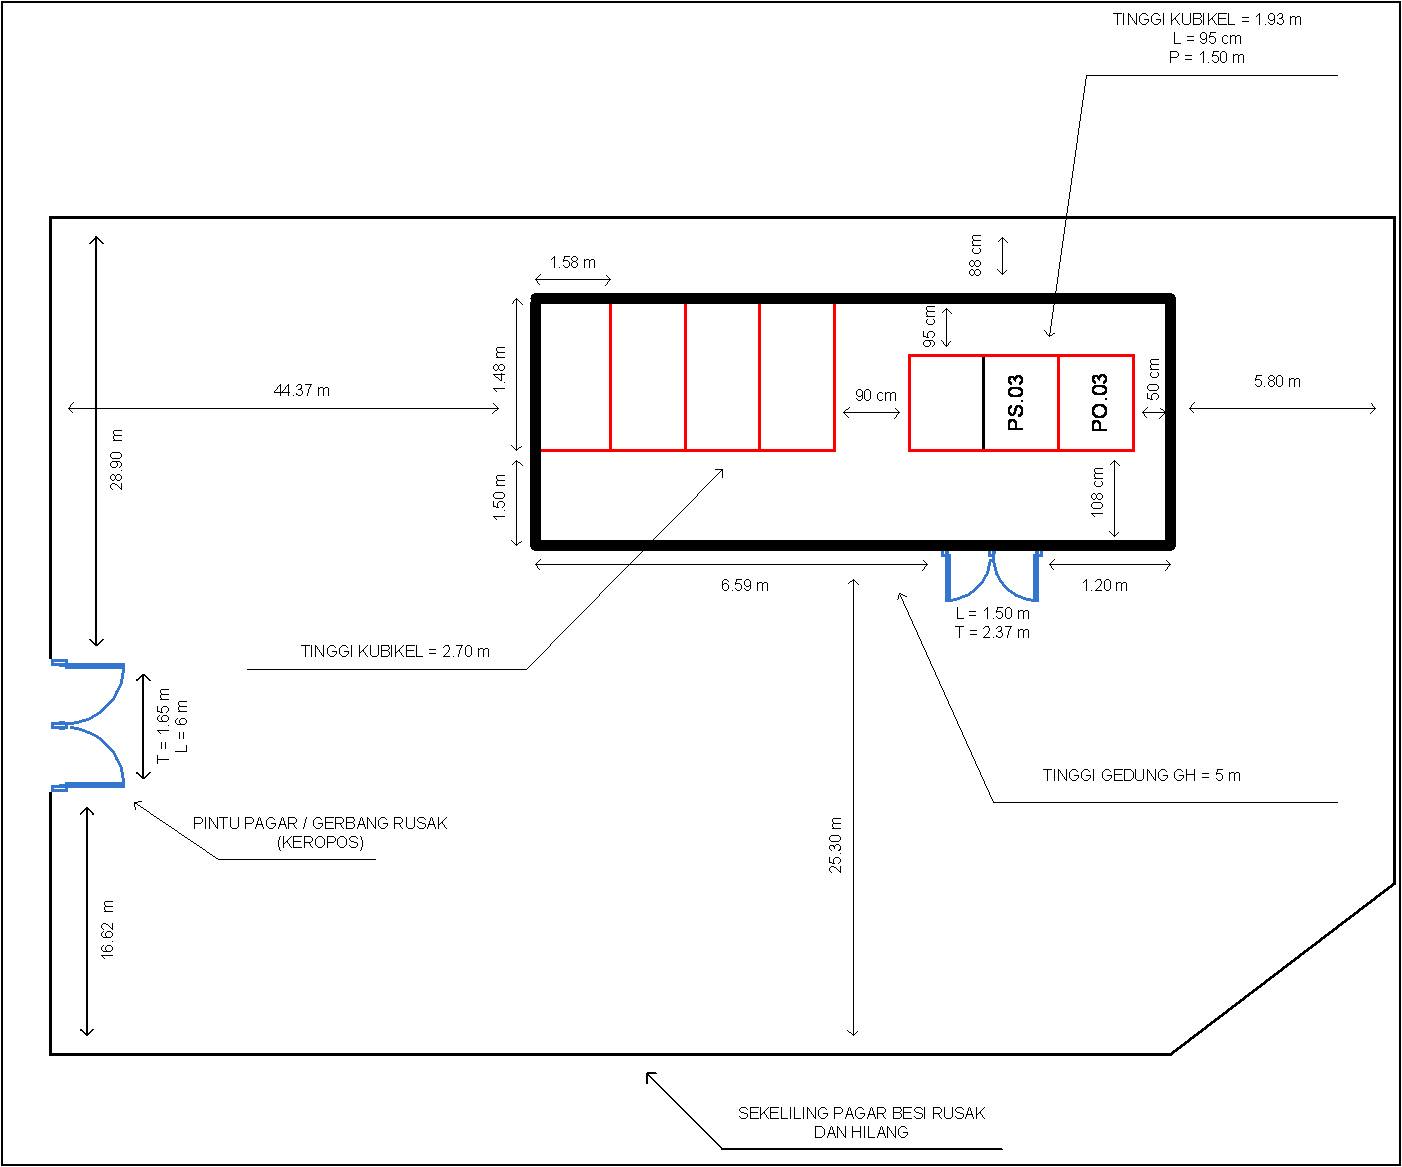 TINGGI KUBIKEL = 1.93 m
L = 95 cm
P = 1.50 m
88 cm
1.58 m
95 cm
1.48 m
44.37 m
90 cm
PS.03
PO.03
50 cm
5.80 m
28.90 m
1.50 m
108 cm
6.59 m
1.20 m
L = 1.50 m
T = 2.37 m
TINGGI KUBIKEL = 2.70 m
T = 1.65 m
L = 6 m
TINGGI GEDUNG GH = 5 m
PINTU PAGAR / GERBANG RUSAK
(KEROPOS)
25.30 m
16.62 m
SEKELILING PAGAR BESI RUSAK
DAN HILANG